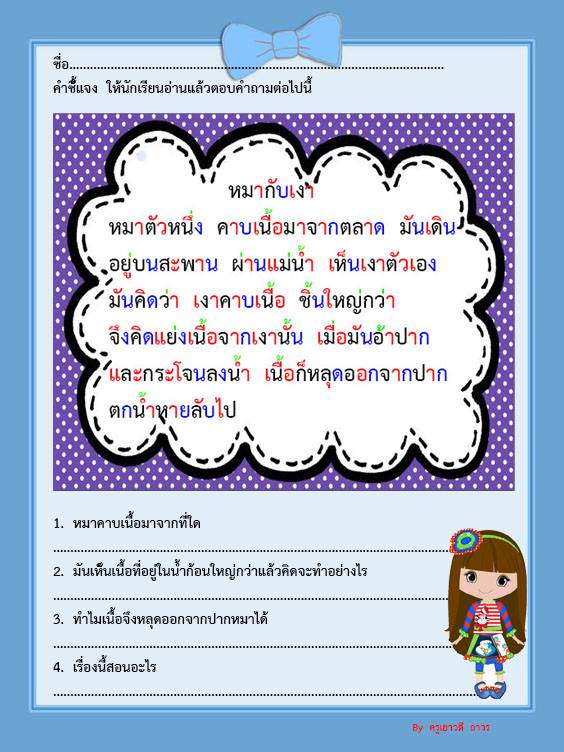 ชื่อ................................................................................................................
คำชี้แจง ให้นักเรียนอ่านแล้วตอบคำถามต่อไปนี้
หมากับเงา
หมาตัวหนึ่ง คาบเนื้อมาจากตลาด มันเดิน
อยู่บนสะพาน ผ่านแม่น้ำ เห็นเงาตัวเอง
มันคิดว่า เงาคาบเนื้อ ชิ้นใหญ่กว่า
จึงคิดแย่งเนื้อจากเงานั้น เมื่อมันอ้าปาก
และกระโจนลงน้ำ เนื้อก็หลุดออกจากปาก
ตกน้ำหายลับไป
1. หมาคาบเนื้อมาจากที่ใด
................................................................................................................
2. มันเห็นเนื้อที่อยู่ในน้ำก้อนใหญ่กว่าแล้วคิดจะทำอย่างไร
................................................................................................................
3. ทำไมเนื้อจึงหลุดออกจากปากหมาได้
................................................................................................................
4. เรื่องนี้สอนอะไร
................................................................................................................
By ครูเยาวดี ถาวร